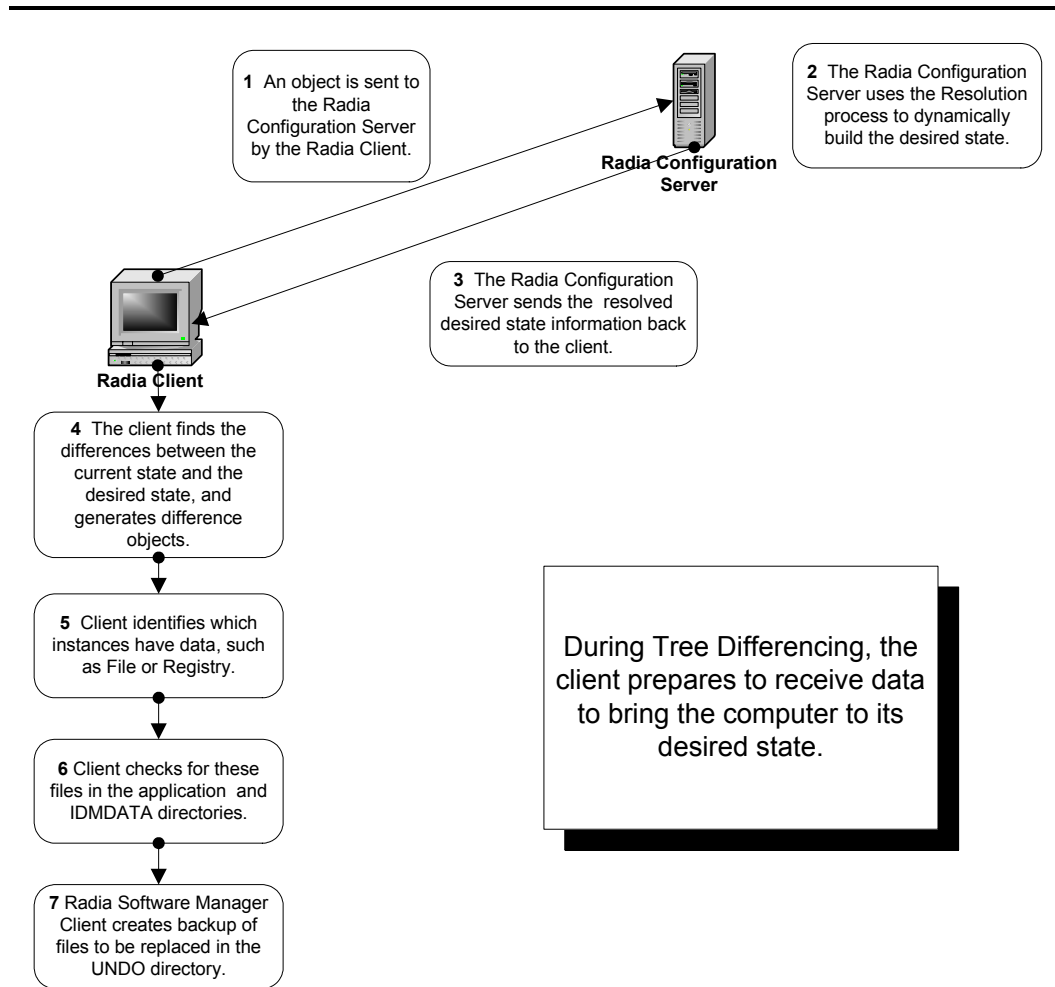 1 An object is sent to
the Radia
Configuration Server
by the Radia Client.
Radia Configuration
Server
2 The Radia Configuration
Server uses the Resolution
process to dynamically
build the desired state.
3 The Radia Configuration
Server sends the resolved
desired state information back
to the client.
Radia Client
4 The client finds the
differences between the
current state and the
desired state, and
generates difference
objects.
5 Client identifies which
instances have data, such
as File or Registry.
6 Client checks for these
files in the application and
IDMDATA directories.
7 Radia Software Manager
Client creates backup of
files to be replaced in the
UNDO directory.
During Tree Differencing, the
client prepares to receive data
to bring the computer to its
desired state.